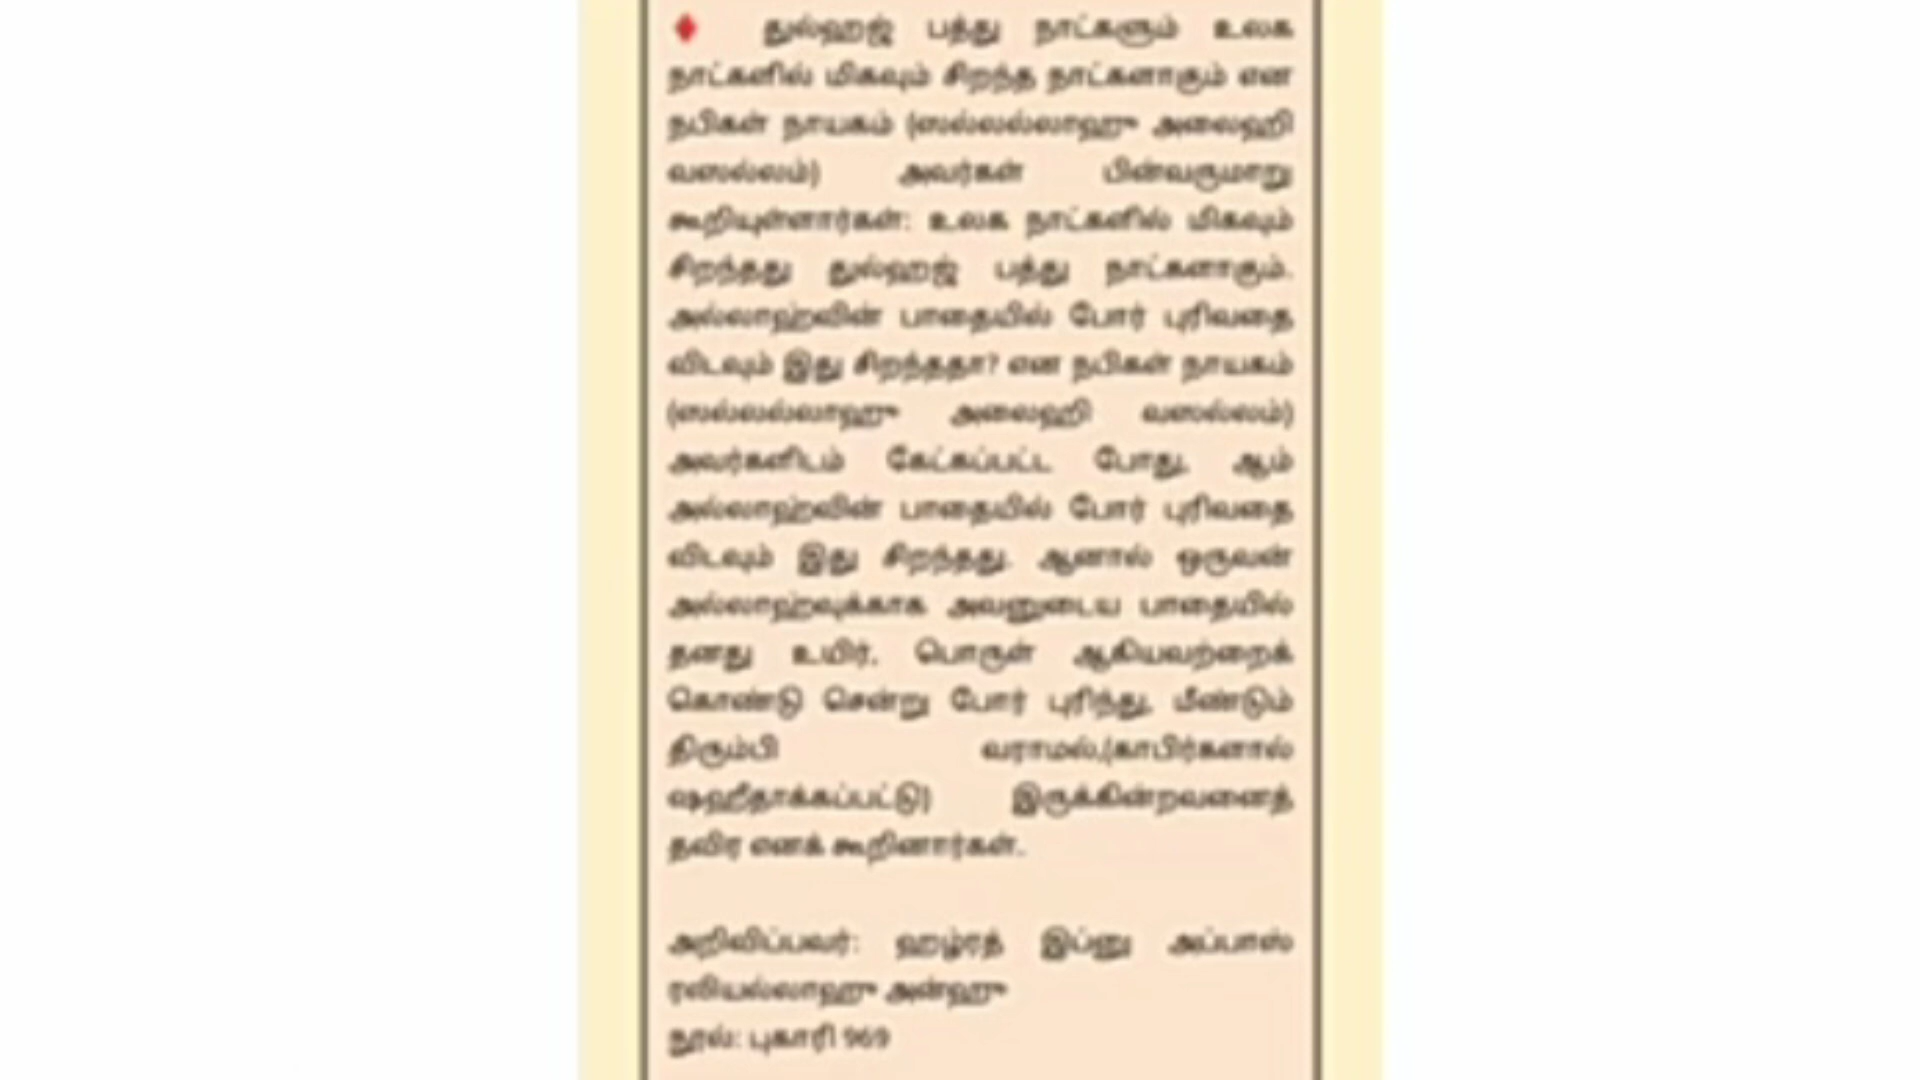 ♦ துல்ஹஜ் பத்து நாட்களும் உலக
நாட்களில் மிகவும் சிறந்த நாட்களாகும் என
நபிகள் நாயகம் (ஸல்லல்லாஹு அலைஹி
வஸல்லம்) அவர்கள் பின்வருமாறு
கூறியுள்ளார்கள்: உலக நாட்களில் மிகவும்
சிறந்தது துல்ஹஜ் பத்து நாட்களாகும்.
அல்லாஹ்வின் பாதையில் போர் புரிவதை
விடவும் இது சிறந்ததா? என நபிகள் நாயகம்
(ஸல்லல்லாஹு அலைஹி வஸல்லம்)
அவர்களிடம் கேட்கப்பட்ட போது, ஆம்
அல்லாஹ்வின் பாதையில் போர் புரிவதை
விடவும் இது சிறந்தது. ஆனால் ஒருவன்
அல்லாஹ்வுக்காக அவனுடைய பாதையில்
தனது உயிர், பொருள் ஆகியவற்றைக்
கொண்டு சென்று போர் புரிந்து, மீண்டும்
திரும்பி வராமல்,(காபிர்களால்
ஷஹீதாக்கப்பட்டு) இருக்கின்றவனைத்
தவிர எனக் கூறினார்கள்.
அறிவிப்பவர்: ஹழ்ரத் இப்னு அப்பாஸ்
ரலியல்லாஹு அன்ஹு
நூல்: புகாரி 969